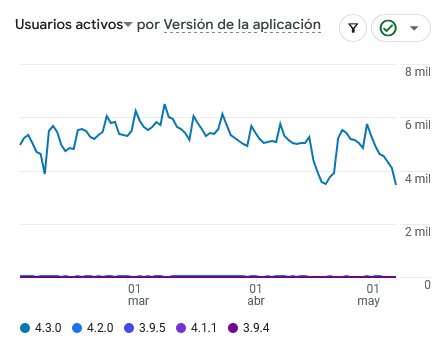 Usuarios activos por Versión de la aplicación
8 mil
6 mil
4 mil
2 mil
0
01 01 01
mar abr may
4.3.0 4.2.0 3.9.5 4.1.1 3.9.4